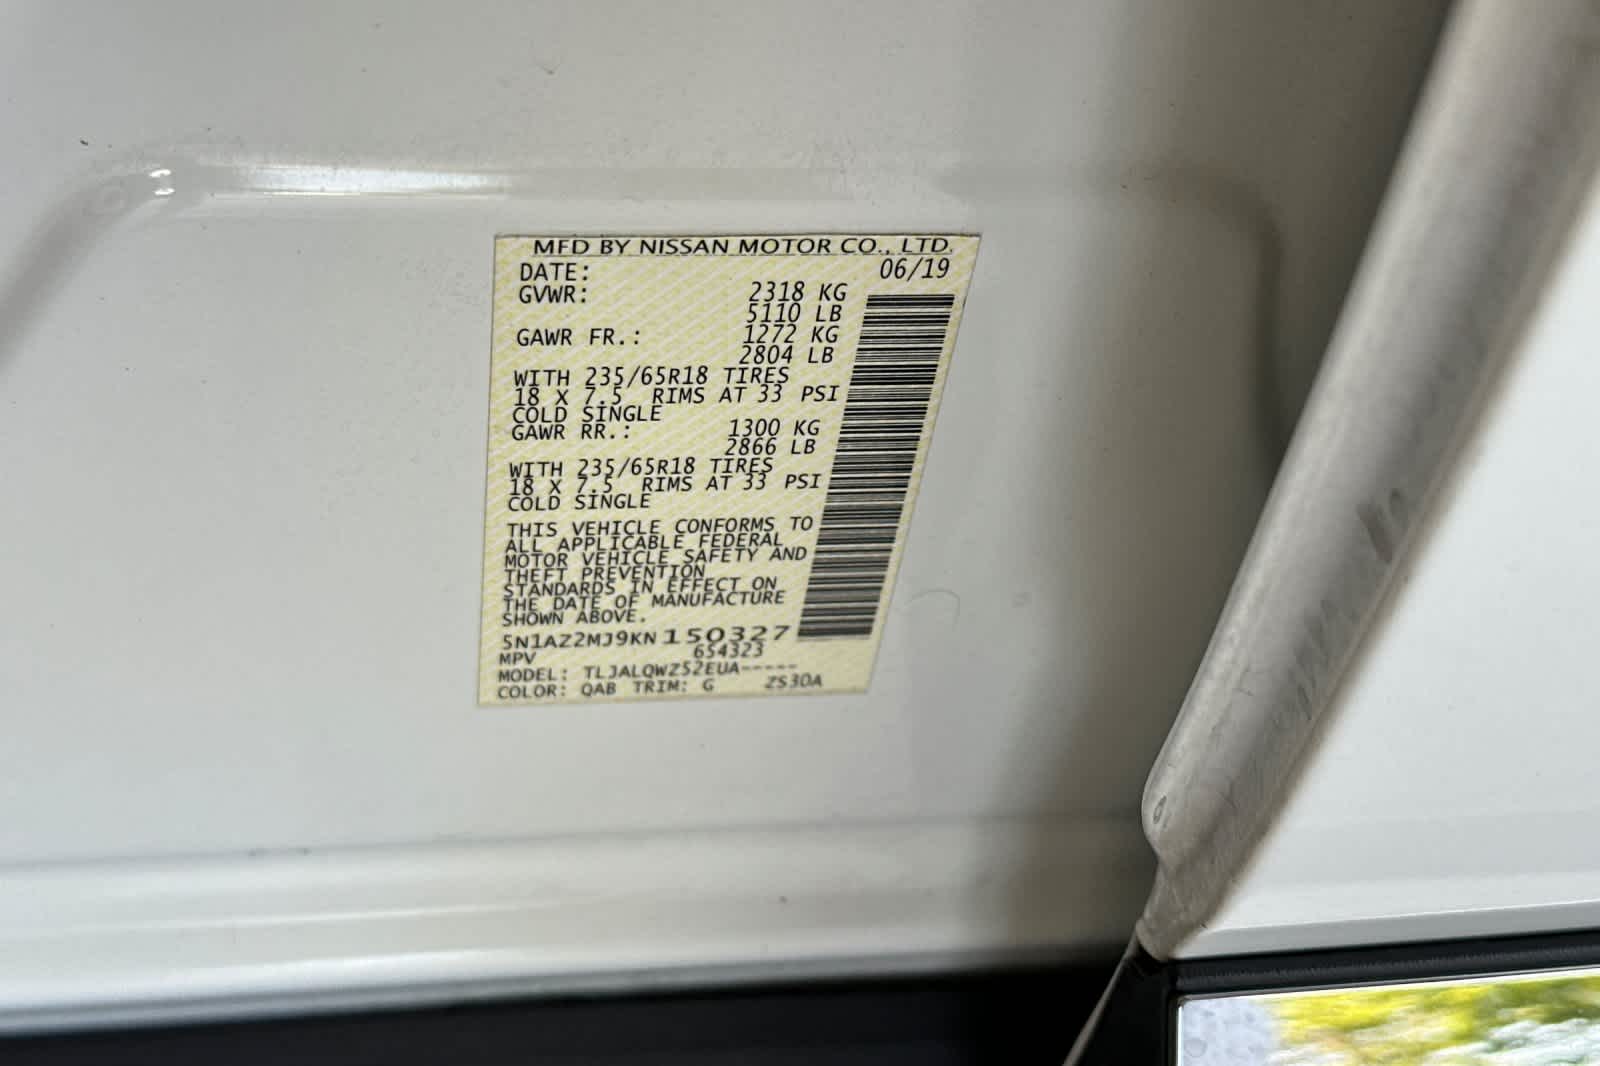 MFD BY NISSAN MOTOR CO., LTD.
DATE: 06/19
GVWR: 2318 KG
5110 LB
GAWR FR.: 1272 KG
2804 LB
WITH 235/65R18 TIRES
18 X 7.5 RIMS AT 33 PSI
COLD SINGLE
GAWR RR.: 1300 KG
2866 LB
WITH 235/65R18 TIRES
18 X 7.5 RIMS AT 33 PSI
COLD SINGLE
THIS VEHICLE CONFORMS TO
ALL APPLICABLE FEDERAL
MOTOR VEHICLE SAFETY AND
THEFT PREVENTION
STANDARDS IN EFFECT ON
THE DATE OF MANUFACTURE
SHOWN ABOVE.
5N1AZ2MJ9KN150327
MPV 654323
MODEL: TLJALQWZ52EUA-----
COLOR: QAB TRIM: G ZS30A